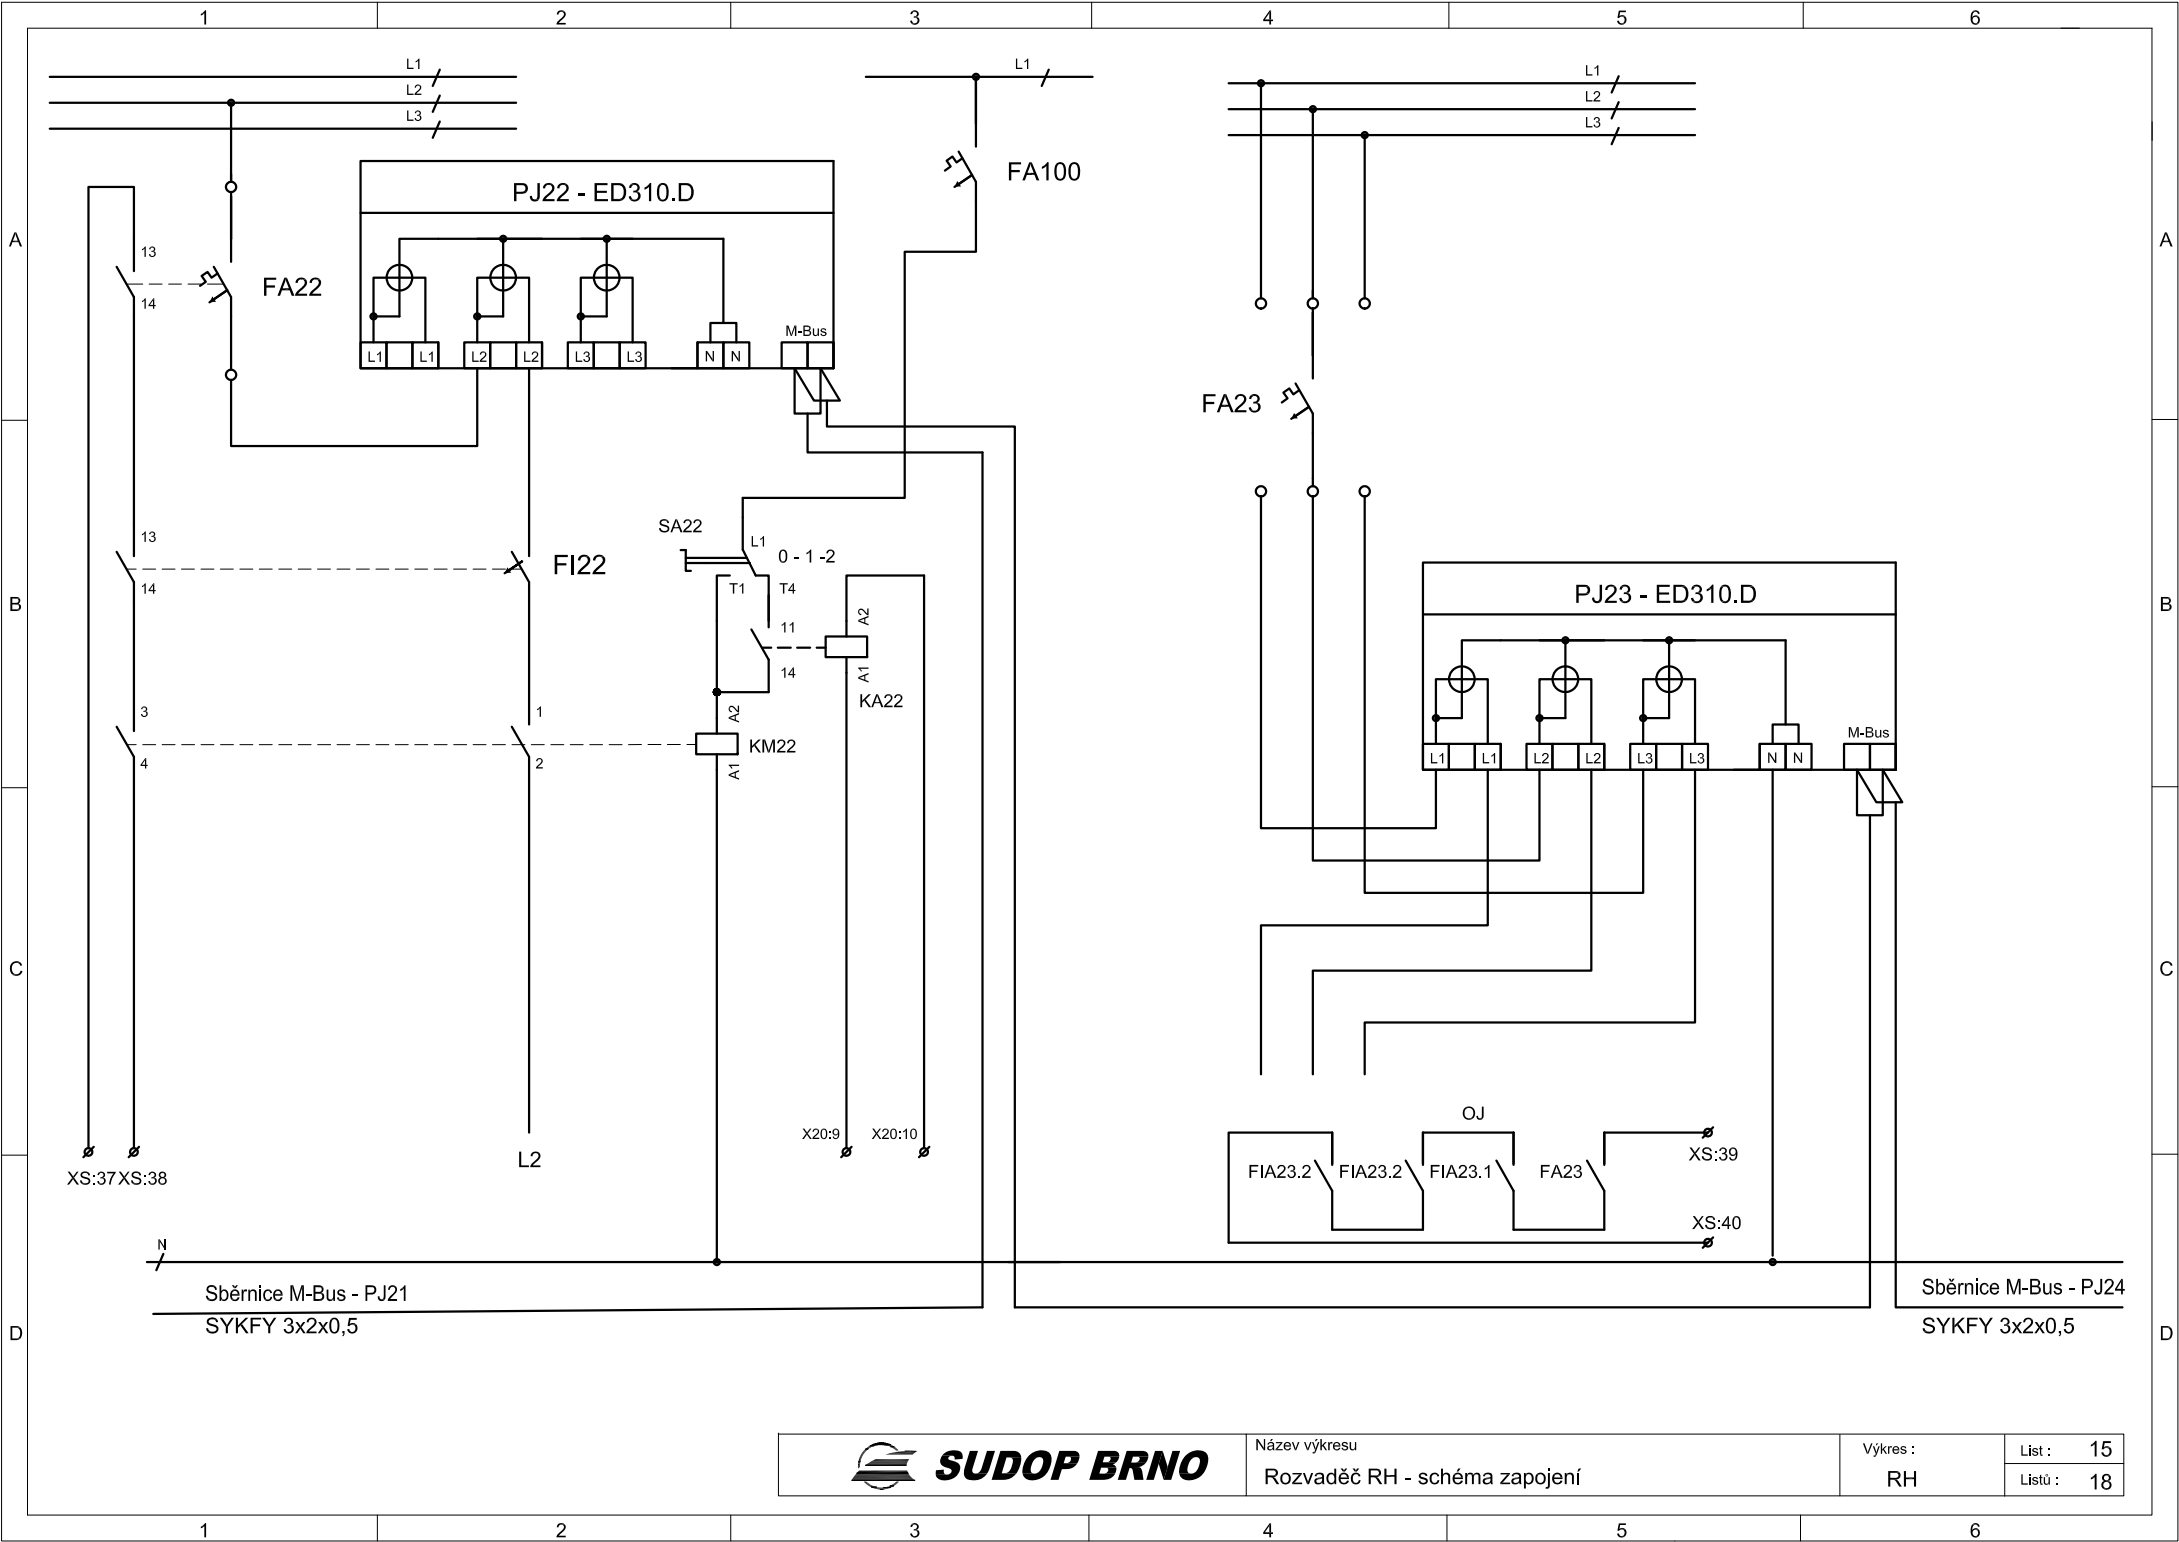 1 2 3 4 5 6
L1
L2
L3
L1
L1
L2
L3
FA100
PJ22 - ED310.D
A
A
13
14
FA22
M-Bus
L1 L1 L2 L2 L3 L3 N N
FA23
SA22
L1
0 - 1 -2
13
14
FI22
T1 T4
PJ23 - ED310.D
B
B
11
14
A2
A1
KA22
3
4
1
2
A2
A1
KM22
M-Bus
L1 L1 L2 L2 L3 L3 N N
C
C
OJ
X20:9 X20:10
L2
XS:37 XS:38
FIA23.2 FIA23.2 FIA23.1 FA23
XS:39
XS:40
N
Sběrnice M-Bus - PJ21
SYKFY 3x2x0,5
Sběrnice M-Bus - PJ24
SYKFY 3x2x0,5
D
D
SUDOP BRNO
Název výkresu
Rozvaděč RH - schéma zapojení
Výkres :
RH
List : 15
Listů : 18
1 2 3 4 5 6